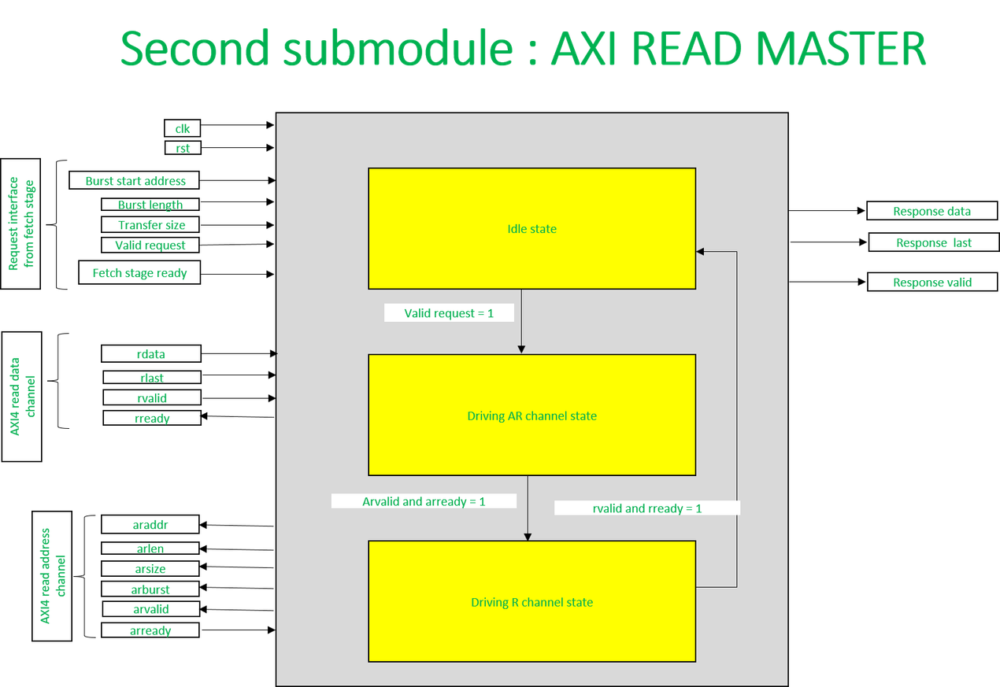 Second submodule : AXI READ MASTER
clk
rst
Request interface
from fetch stage
Burst start address
Burst length
Transfer size
Valid request
Fetch stage ready
AXI4 read data
channel
rdata
rlast
rvalid
rready
AXI4 read address
channel
araddr
arlen
arsize
arburst
arvalid
arready
Idle state
Valid request = 1
Driving AR channel state
Arvalid and arready = 1
rvalid and rready = 1
Driving R channel state
Response data
Response last
Response valid